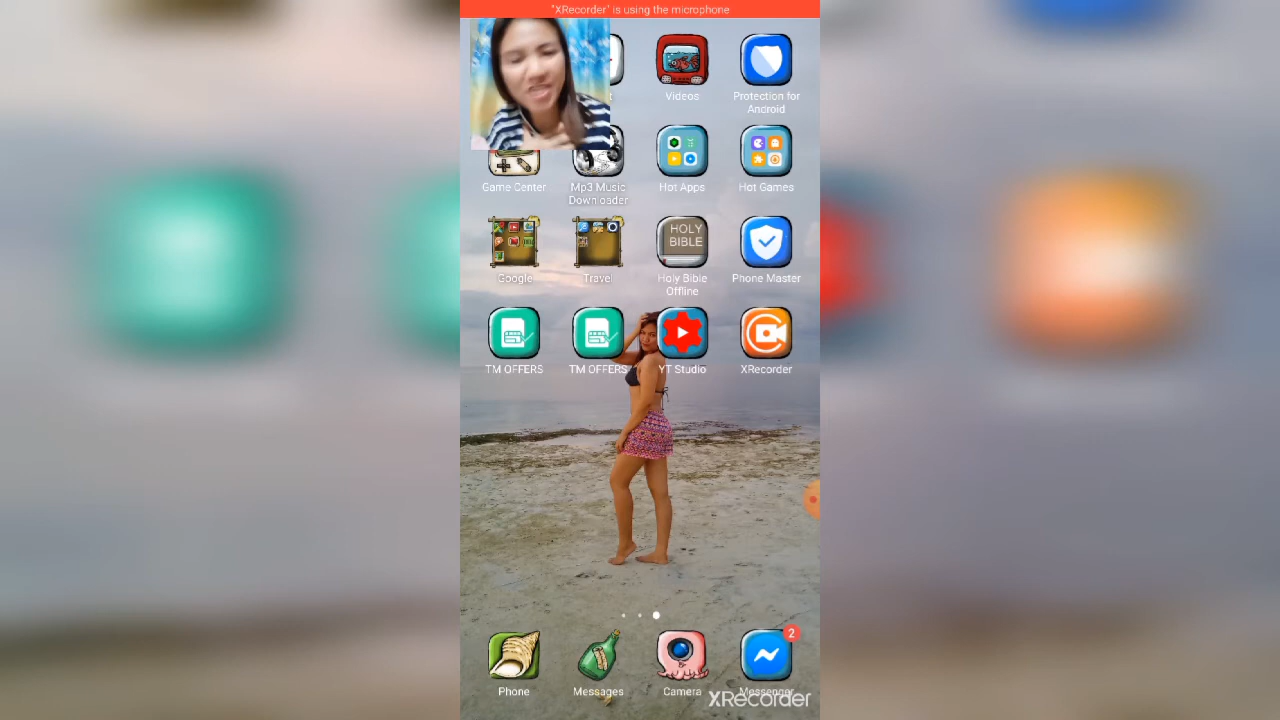 "XRecorder" is using the microphone
Videos
Protection for
Android
Game Center
Mp3 Music
Downloader
Hot Apps
Hot Games
HOLY
BIBLE
Google
Travel
Holy Bible
Offline
Phone Master
TM OFFERS
TM OFFERS
YT Studio
XRecorder
2
Phone
Messages
Camera
Messenger
XRecorder